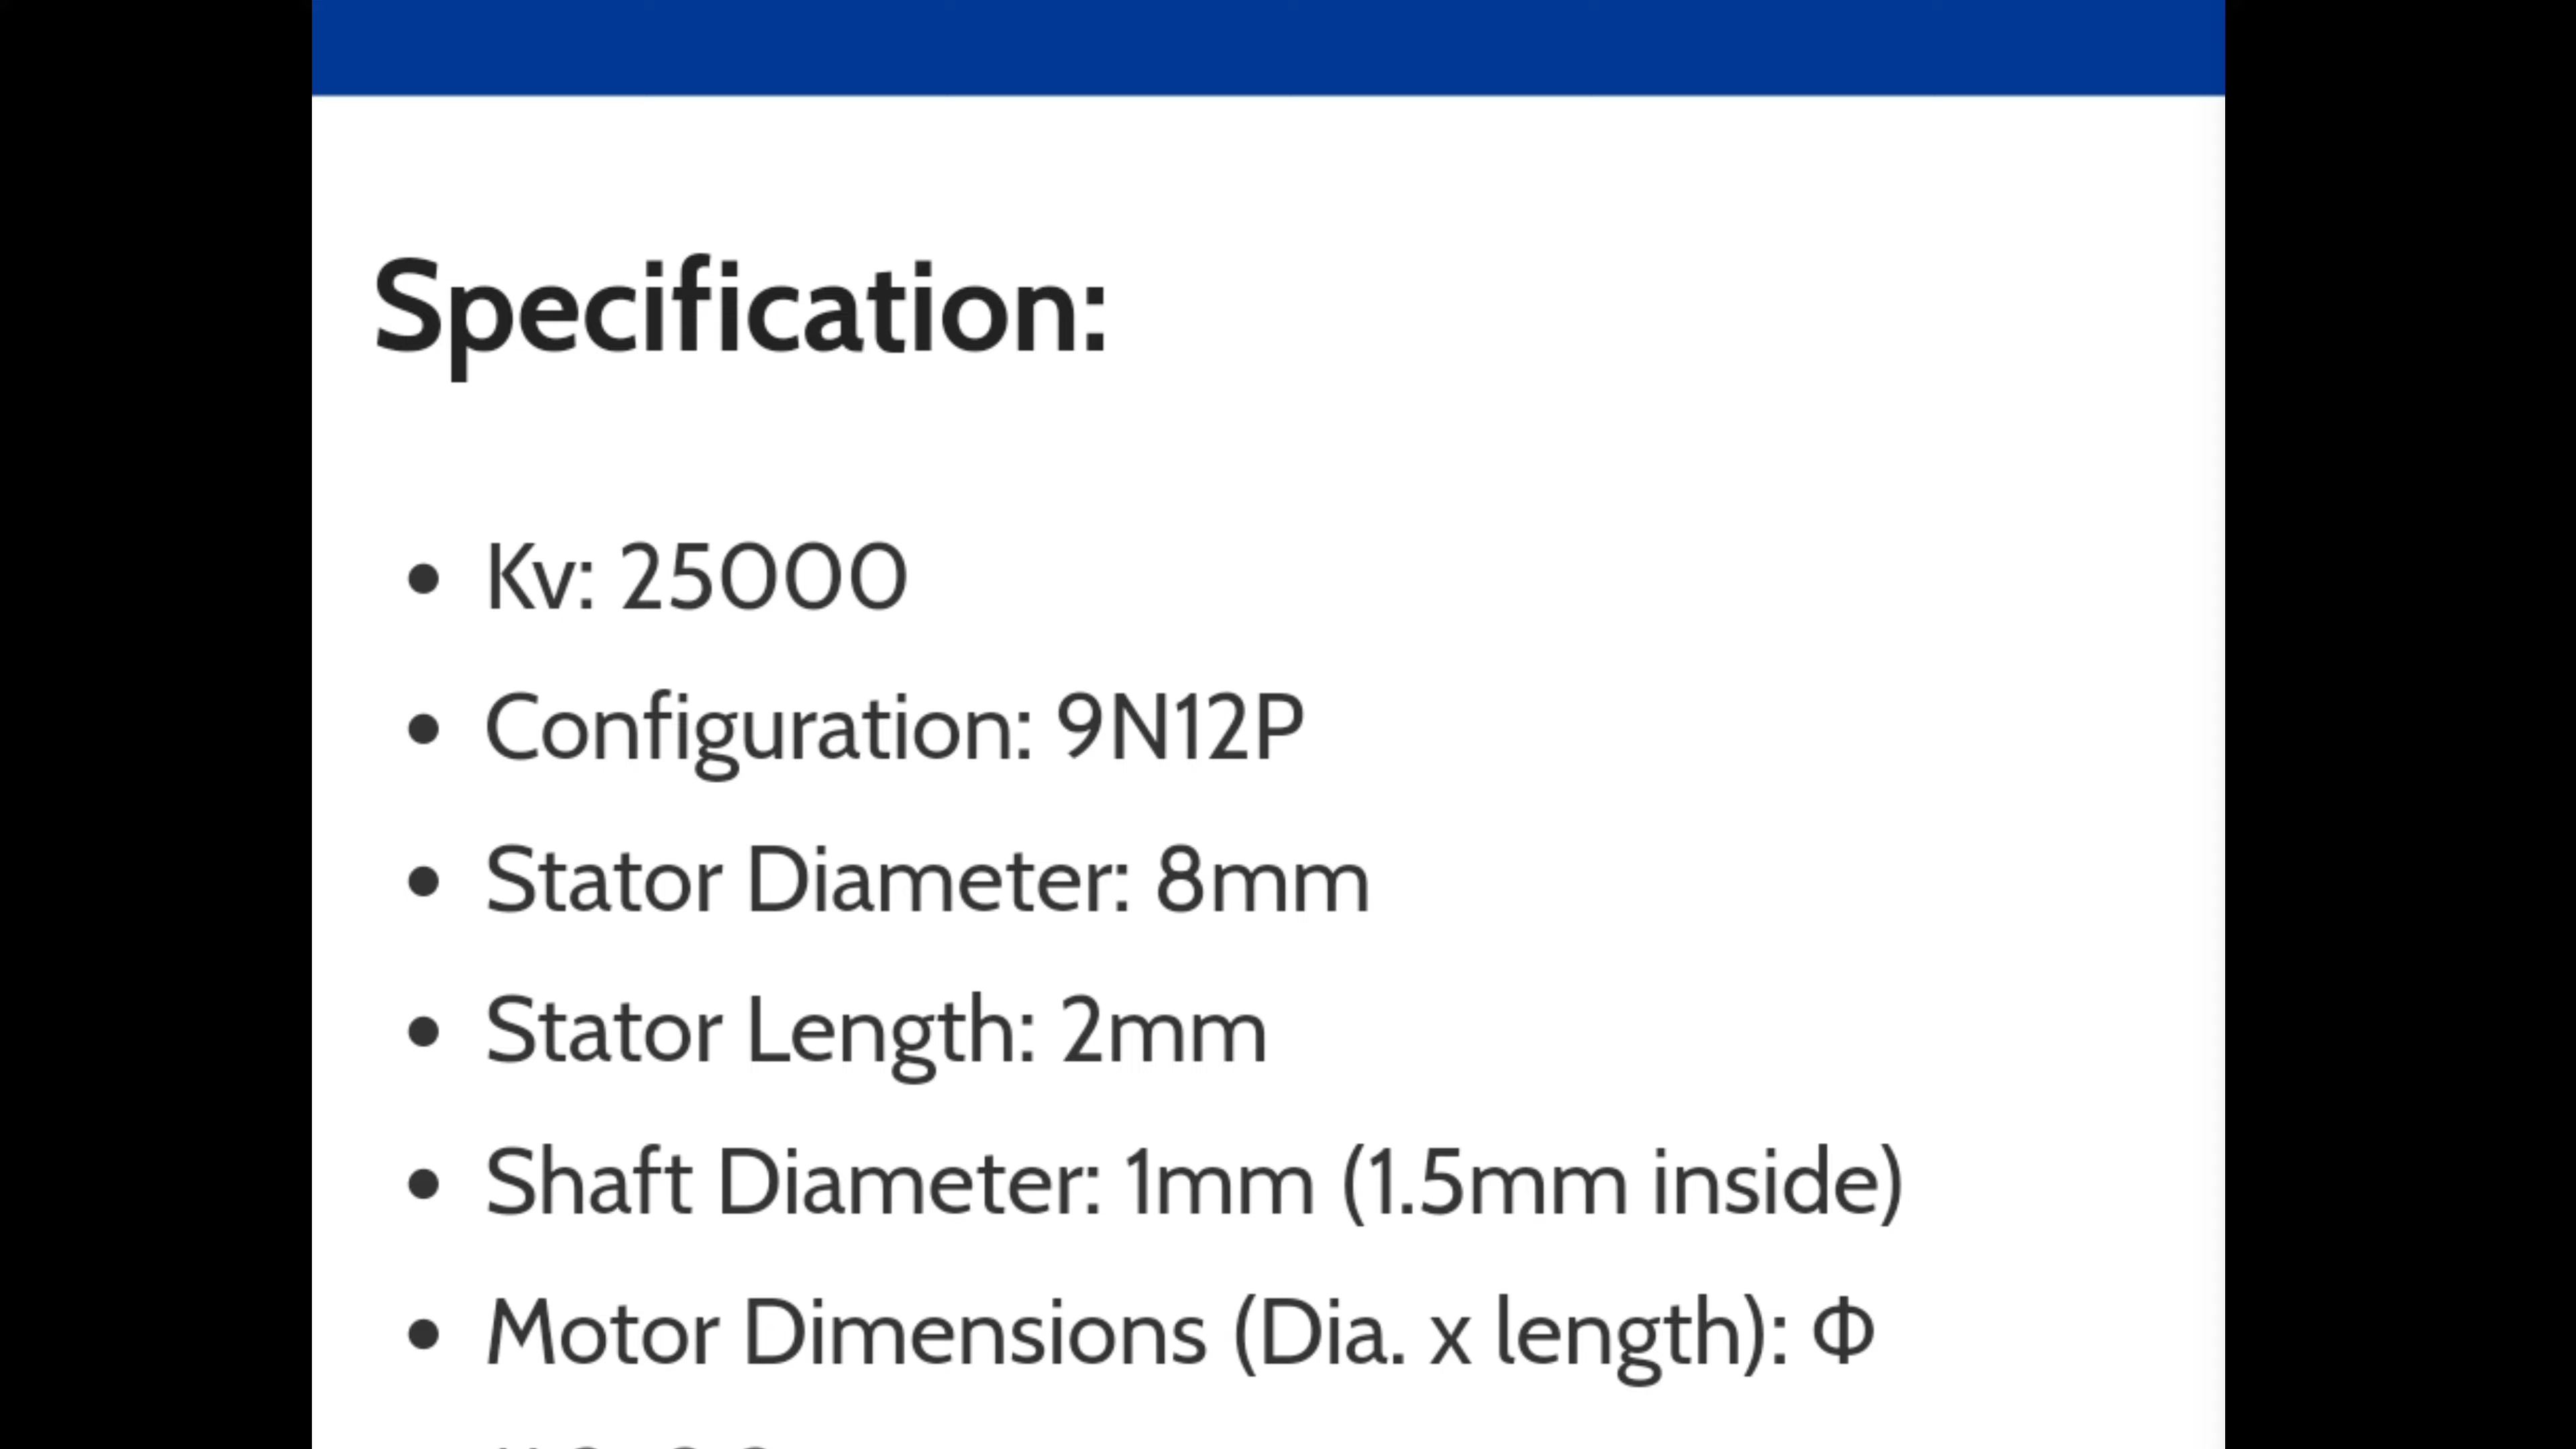 Specification:
• Kv: 25000
• Configuration: 9N12P
• Stator Diameter: 8mm
• Stator Length: 2mm
• Shaft Diameter: 1mm (1.5mm inside)
• Motor Dimensions (Dia. x length): Φ